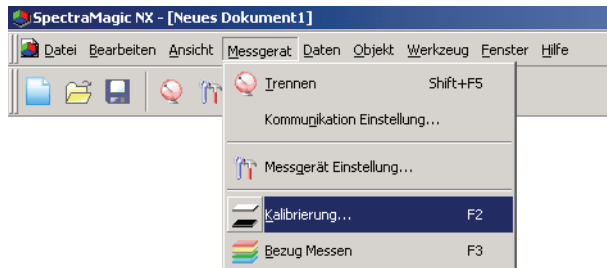 SpectraMagic NX - [Neues Dokument1]
Datei Bearbeiten Ansicht Messgerat Daten Objekt Werkzeug Fenster Hilfe
Trennen Shift+F5
Kommunikation Einstellung...
Messgerät Einstellung...
Kalibrierung... F2
Bezug Messen F3